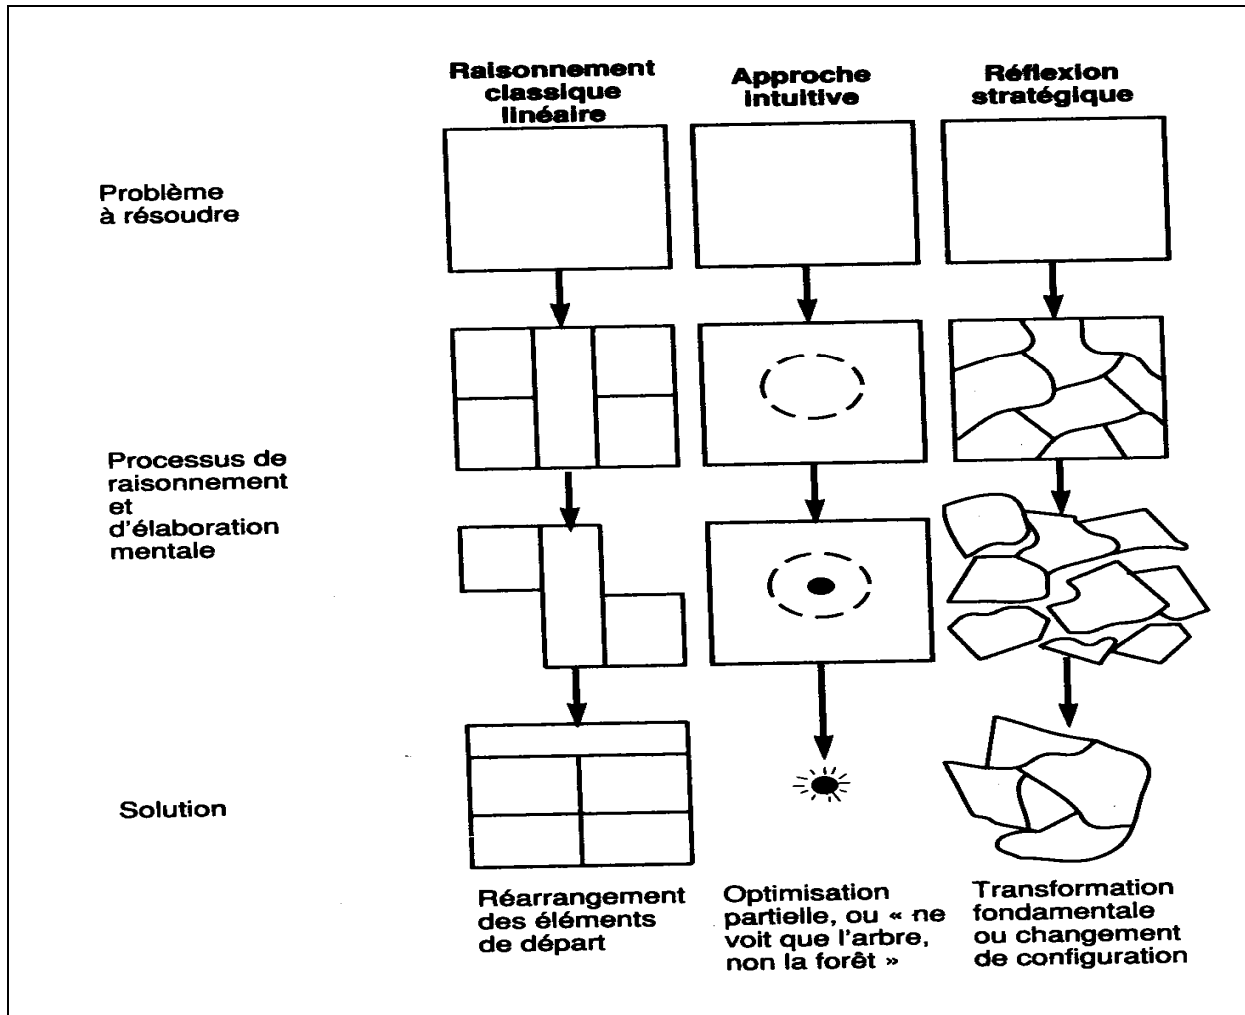 Raisonnement
classique
linéaire
Approche
intuitive
Réflexion
stratégique
Problème
à résoudre
Processus de
raisonnement
et
d'élaboration
mentale
Solution
Réarrangement
des éléments
de départ
Optimisation
partielle, ou « ne
voit que l'arbre,
non la forêt »
Transformation
fondamentale
ou changement
de configuration